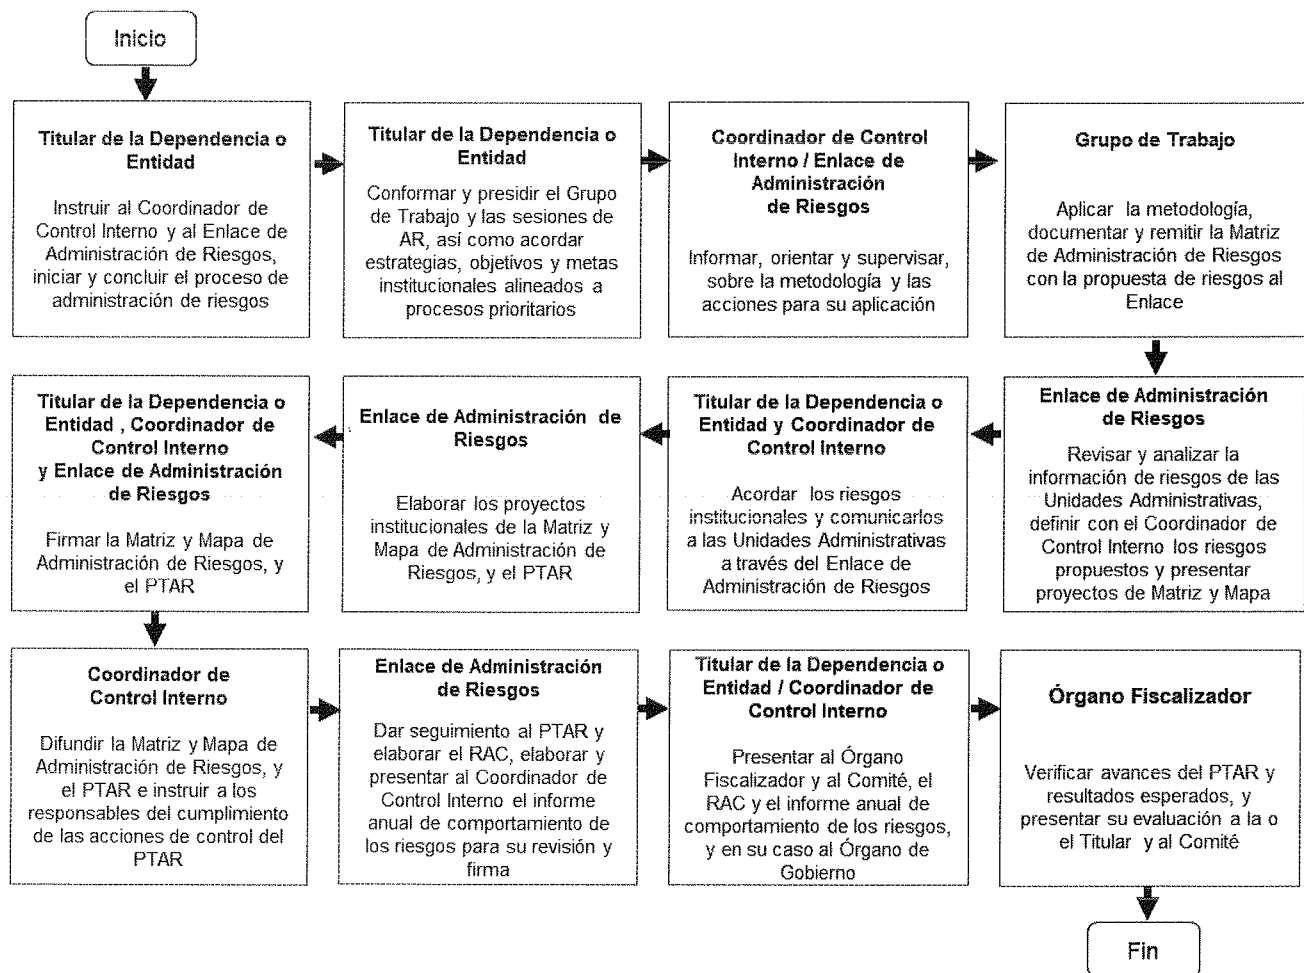 Inicio
Titular de la Dependencia o
Entidad
Instruir al Coordinador de
Control Interno y al Enlace de
Administración de Riesgos,
iniciar y concluir el proceso de
administración de riesgos
Titular de la Dependencia o
Entidad
Conformar y presidir el Grupo
de Trabajo y las sesiones de
AR, así como acordar
estrategias, objetivos y metas
institucionales alineados a
procesos prioritarios
Coordinador de Control
Interno / Enlace de
Administración
de Riesgos
Informar, orientar y supervisar,
sobre la metodología y las
acciones para su aplicación
Grupo de Trabajo
Aplicar la metodología,
documentar y remitir la Matriz
de Administración de Riesgos
con la propuesta de riesgos al
Enlace
Enlace de Administración
de Riesgos
Revisar y analizar la
información de riesgos de las
Unidades Administrativas,
definir con el Coordinador de
Control Interno los riesgos
propuestos y presentar
proyectos de Matriz y Mapa
Titular de la Dependencia o
Entidad y Coordinador de
Control Interno
Acordar los riesgos
institucionales y comunicarlos
a las Unidades Administrativas
a través del Enlace de
Administración de Riesgos
Enlace de Administración de
Riesgos
Elaborar los proyectos
institucionales de la Matriz y
Mapa de Administración de
Riesgos, y el PTAR
Titular de la Dependencia o
Entidad , Coordinador de
Control Interno
y Enlace de Administración
de Riesgos
Firmar la Matriz y Mapa de
Administración de Riesgos, y
el PTAR
Coordinador de
Control Interno
Difundir la Matriz y Mapa de
Administración de Riesgos, y
el PTAR e instruir a los
responsables del cumplimiento
de las acciones de control del
PTAR
Enlace de Administración
de Riesgos
Dar seguimiento al PTAR y
elaborar el RAC, elaborar y
presentar al Coordinador de
Control Interno el informe
anual de comportamiento de
los riesgos para su revisión y
firma
Titular de la Dependencia o
Entidad / Coordinador de
Control Interno
Presentar al Órgano
Fiscalizador y al Comité, el
RAC y el informe anual de
comportamiento de los riesgos,
y en su caso al Órgano de
Gobierno
Órgano Fiscalizador
Verificar avances del PTAR y
resultados esperados, y
presentar su evaluación a la o
el Titular y al Comité
Fin